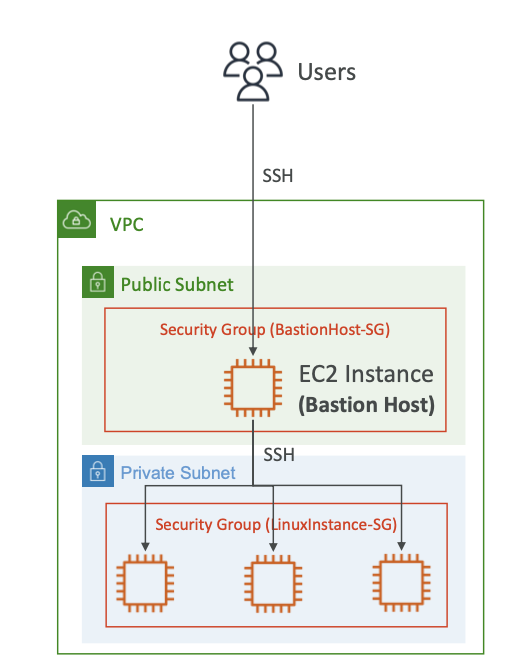 Users
SSH
VPC
Public Subnet
Security Group (BastionHost-SG)
EC2 Instance
(Bastion Host)
SSH
Private Subnet
Security Group (LinuxInstance-SG)